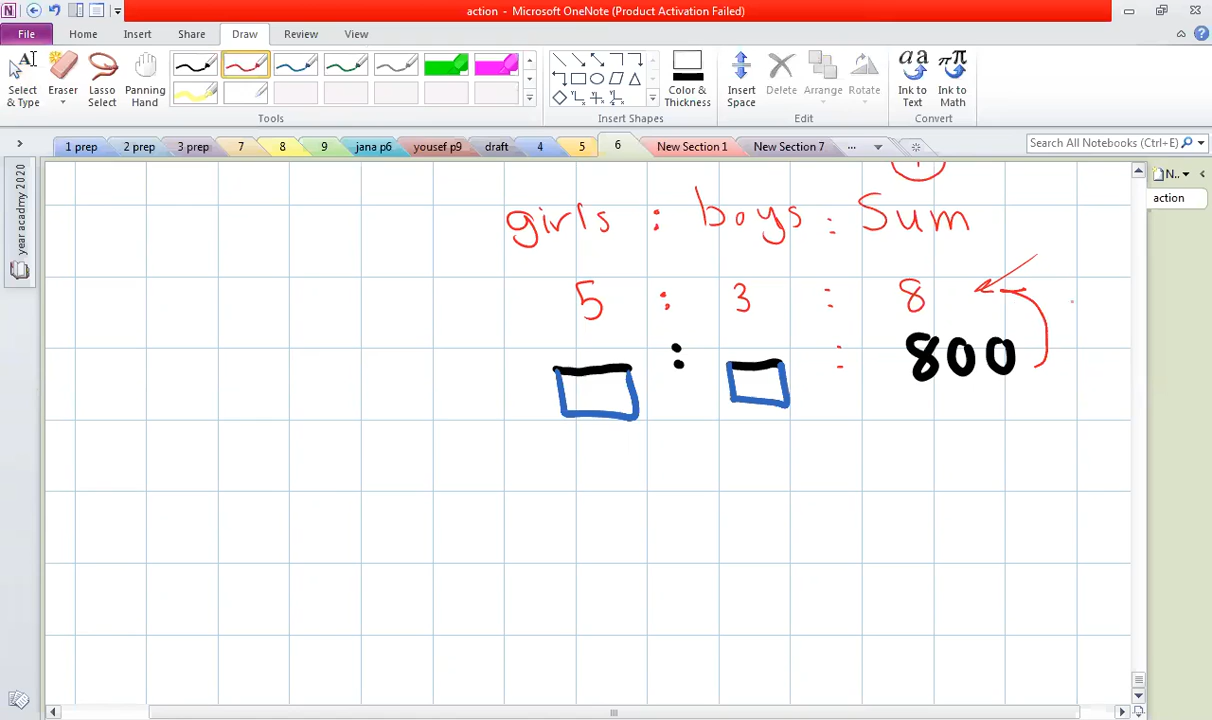 action - Microsoft OneNote (Product Activation Failed)
File Home Insert Share Draw Review View
Select & Type
Eraser
Lasso Select
Panning Hand
Color & Thickness
Insert Space
Delete
Arrange
Rotate
Ink to Text
Ink to Math
Tools
Insert Shapes
Edit
Convert
1 prep 2 prep 3 prep 7 8 9 jana p6 yousef p9 draft 4 5 6 New Section 1 New Section 7 ... Search All Notebooks (Ctrl+E)
year academy 2020
N..
action
girls : boys : Sum
5 : 3 : 8
: : 800